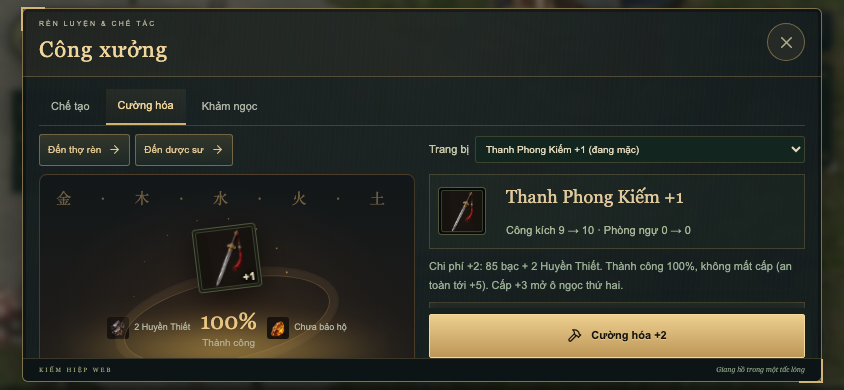 RÈN LUYỆN & CHẾ TÁC
Công xưởng
Chế tạo
Cường hóa
Khảm ngọc
Đến thợ rèn →
Đến dược sư →
金 · 木 · 水 · 火 · 土
+1
2 Huyền Thiết
100%
Thành công
Chưa bảo hộ
Trang bị
Thanh Phong Kiếm +1 (đang mặc)
Thanh Phong Kiếm +1
Công kích 9 → 10 · Phòng ngự 0 → 0
Chi phí +2: 85 bạc + 2 Huyền Thiết. Thành công 100%, không mất cấp (an
toàn tới +5). Cấp +3 mở ô ngọc thứ hai.
Cường hóa +2
KIẾM HIỆP WEB
Giang hồ trong một tấc lòng